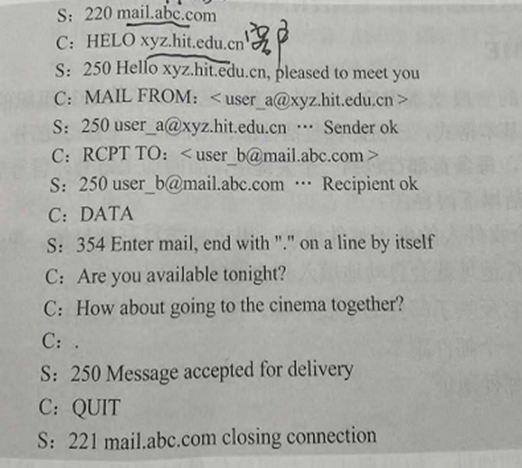 S：220 mail.abc.com
C：HELO xyz.hit.edu.cn
S：250 Hello xyz.hit.edu.cn, pleased to meet you
C：MAIL FROM：<user_a@xyz.hit.edu.cn>
S：250 user_a@xyz.hit.edu.cn ⋯ Sender ok
C：RCPT TO：<user_b@mail.abc.com>
S：250 user_b@mail.abc.com ⋯ Recipient ok
C：DATA
S：354 Enter mail, end with "." on a line by itself
C：Are you available tonight?
C：How about going to the cinema together?
C：.
S：250 Message accepted for delivery
C：QUIT
S：221 mail.abc.com closing connection